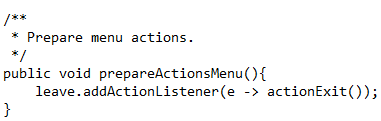 /**
 * Prepare menu actions.
 */
public void prepareActionsMenu(){
    leave.addActionListener(e -> actionExit());
}